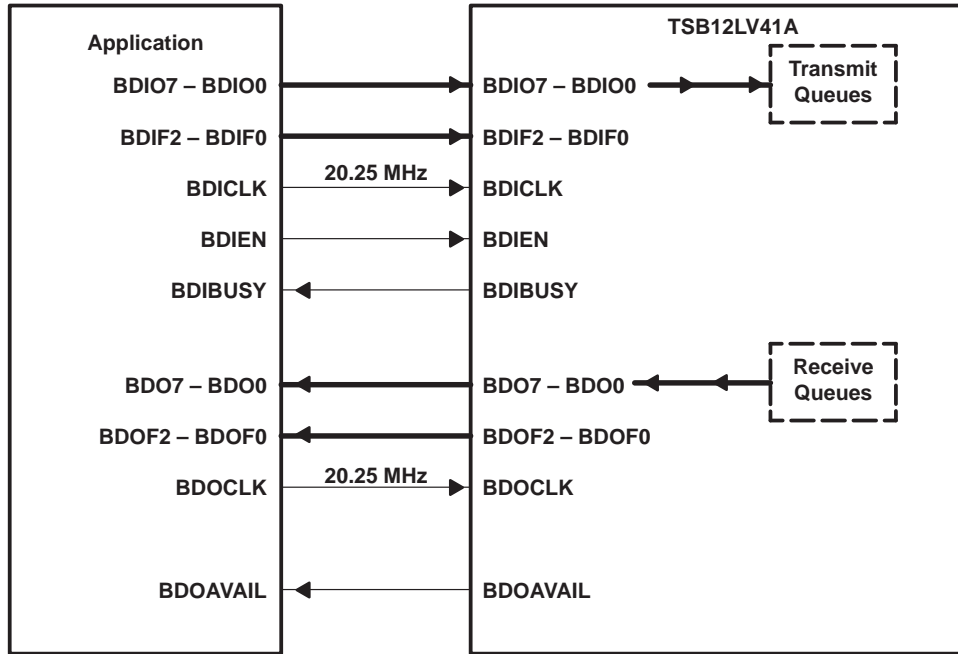 TSB12LV41A
Application
Transmit
Queues
BDIO7 – BDIO0
BDIO7 – BDIO0
BDIF2 – BDIF0
BDIF2 – BDIF0
BDICLK
20.25 MHz
BDICLK
BDIEN
BDIEN
BDIBUSY
BDIBUSY
Receive
Queues
BDO7 – BDO0
BDO7 – BDO0
BDOF2 – BDOF0
BDOF2 – BDOF0
BDOCLK
20.25 MHz
BDOCLK
BDOAVAIL
BDOAVAIL